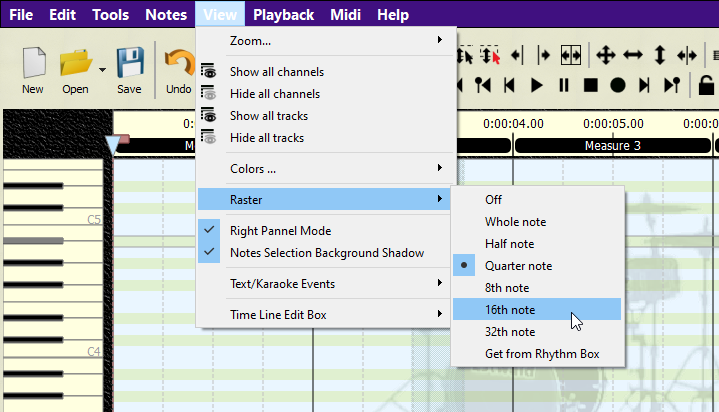 File Edit Tools Notes View Playback Midi Help
Zoom...
New Open Save Undo
Show all channels
Hide all channels
Show all tracks
Hide all tracks
0: 0:00:04.00 0:00:05.00 0:00:0
M Measure 3
Colors ...
Raster
Off
C5
Whole note
Right Pannel Mode
Half note
Notes Selection Background Shadow
Quarter note
Text/Karaoke Events
8th note
Time Line Edit Box
16th note
32th note
C4
Get from Rhythm Box